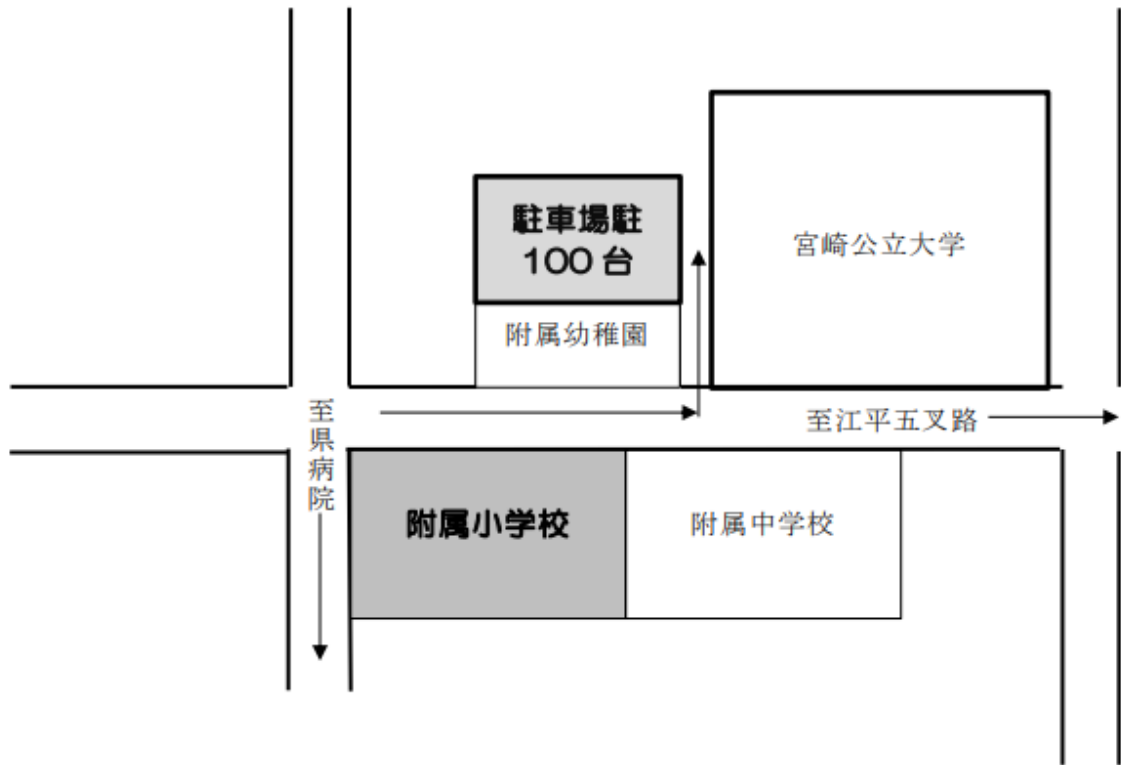 駐車場駐
100 台
宮崎公立大学
附属幼稚園
至県病院
至江平五叉路
附属小学校
附属中学校